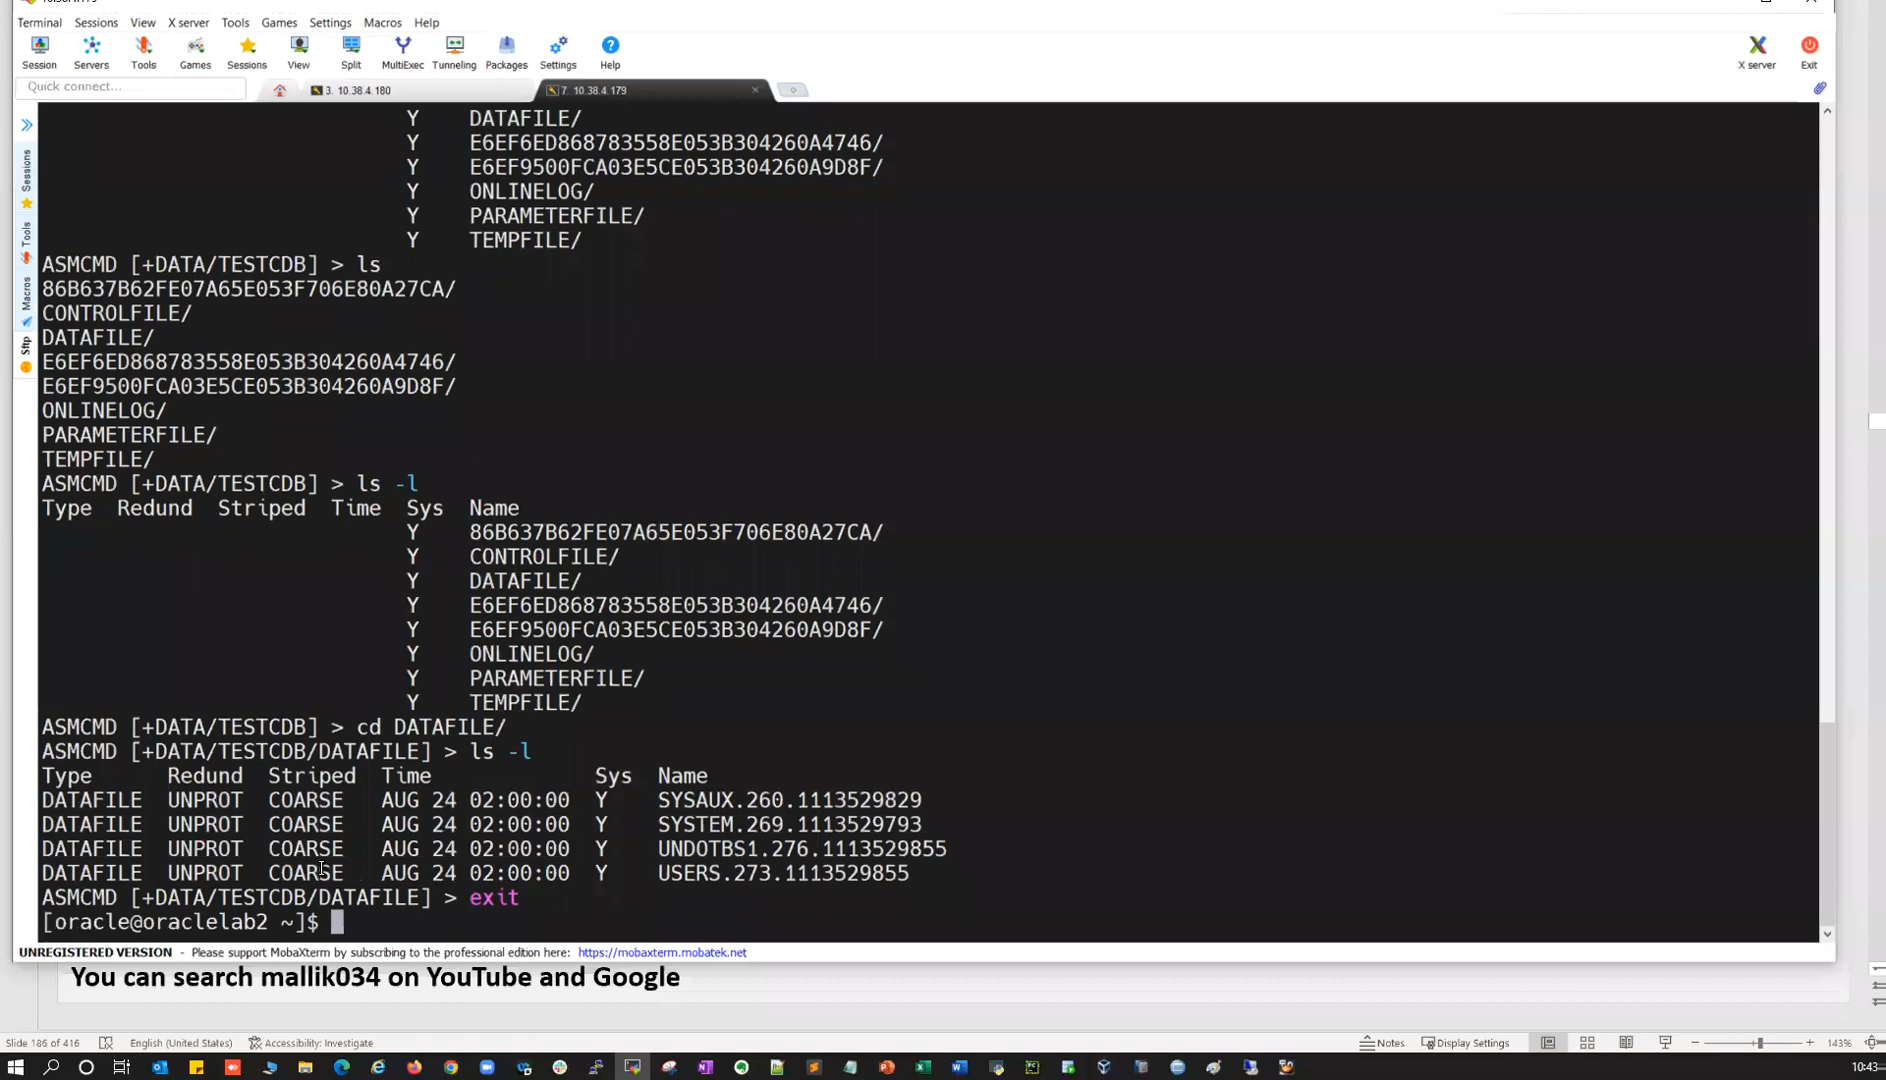 Terminal Sessions View X server Tools Games Settings Macros Help
Session Servers Tools Games Sessions View Split MultiExec Tunneling Packages Settings Help X server Exit
Quick connect... 3. 10.38.4.180 7. 10.38.4.179
Sessions
Tools
Macros
Sftp
Y DATAFILE/
Y E6EF6ED868783558E053B304260A4746/
Y E6EF9500FCA03E5CE053B304260A9D8F/
Y ONLINELOG/
Y PARAMETERFILE/
Y TEMPFILE/
ASMCMD [+DATA/TESTCDB] > ls
86B637B62FE07A65E053F706E80A27CA/
CONTROLFILE/
DATAFILE/
E6EF6ED868783558E053B304260A4746/
E6EF9500FCA03E5CE053B304260A9D8F/
ONLINELOG/
PARAMETERFILE/
TEMPFILE/
ASMCMD [+DATA/TESTCDB] > ls -l
Type Redund Striped Time Sys Name
Y 86B637B62FE07A65E053F706E80A27CA/
Y CONTROLFILE/
Y DATAFILE/
Y E6EF6ED868783558E053B304260A4746/
Y E6EF9500FCA03E5CE053B304260A9D8F/
Y ONLINELOG/
Y PARAMETERFILE/
Y TEMPFILE/
ASMCMD [+DATA/TESTCDB] > cd DATAFILE/
ASMCMD [+DATA/TESTCDB/DATAFILE] > ls -l
Type Redund Striped Time Sys Name
DATAFILE UNPROT COARSE AUG 24 02:00:00 Y SYSAUX.260.1113529829
DATAFILE UNPROT COARSE AUG 24 02:00:00 Y SYSTEM.269.1113529793
DATAFILE UNPROT COARSE AUG 24 02:00:00 Y UNDOTBS1.276.1113529855
DATAFILE UNPROT COARSE AUG 24 02:00:00 Y USERS.273.1113529855
ASMCMD [+DATA/TESTCDB/DATAFILE] > exit
[oracle@oraclelab2 ~]$
UNREGISTERED VERSION - Please support MobaXterm by subscribing to the professional edition here: https://mobaxterm.mobatek.net
You can search mallik034 on YouTube and Google
Slide 186 of 416 English (United States) Accessibility: Investigate Notes Display Settings 143%
10:43